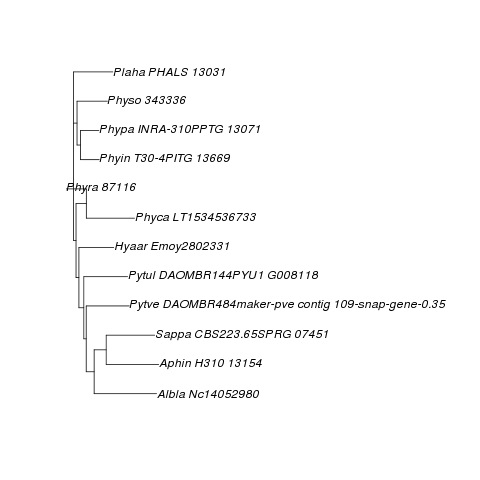 Plaha PHALS 13031
Physo 343336
Phypa INRA-310PPTG 13071
Phyin T30-4PITG 13669
Phyra 87116
Phyca LT1534536733
Hyaar Emoy2802331
Pytul DAOMBR144PYU1 G008118
Pytve DAOMBR484maker-pve contig 109-snap-gene-0.35
Sappa CBS223.65SPRG 07451
Aphin H310 13154
Albla Nc14052980